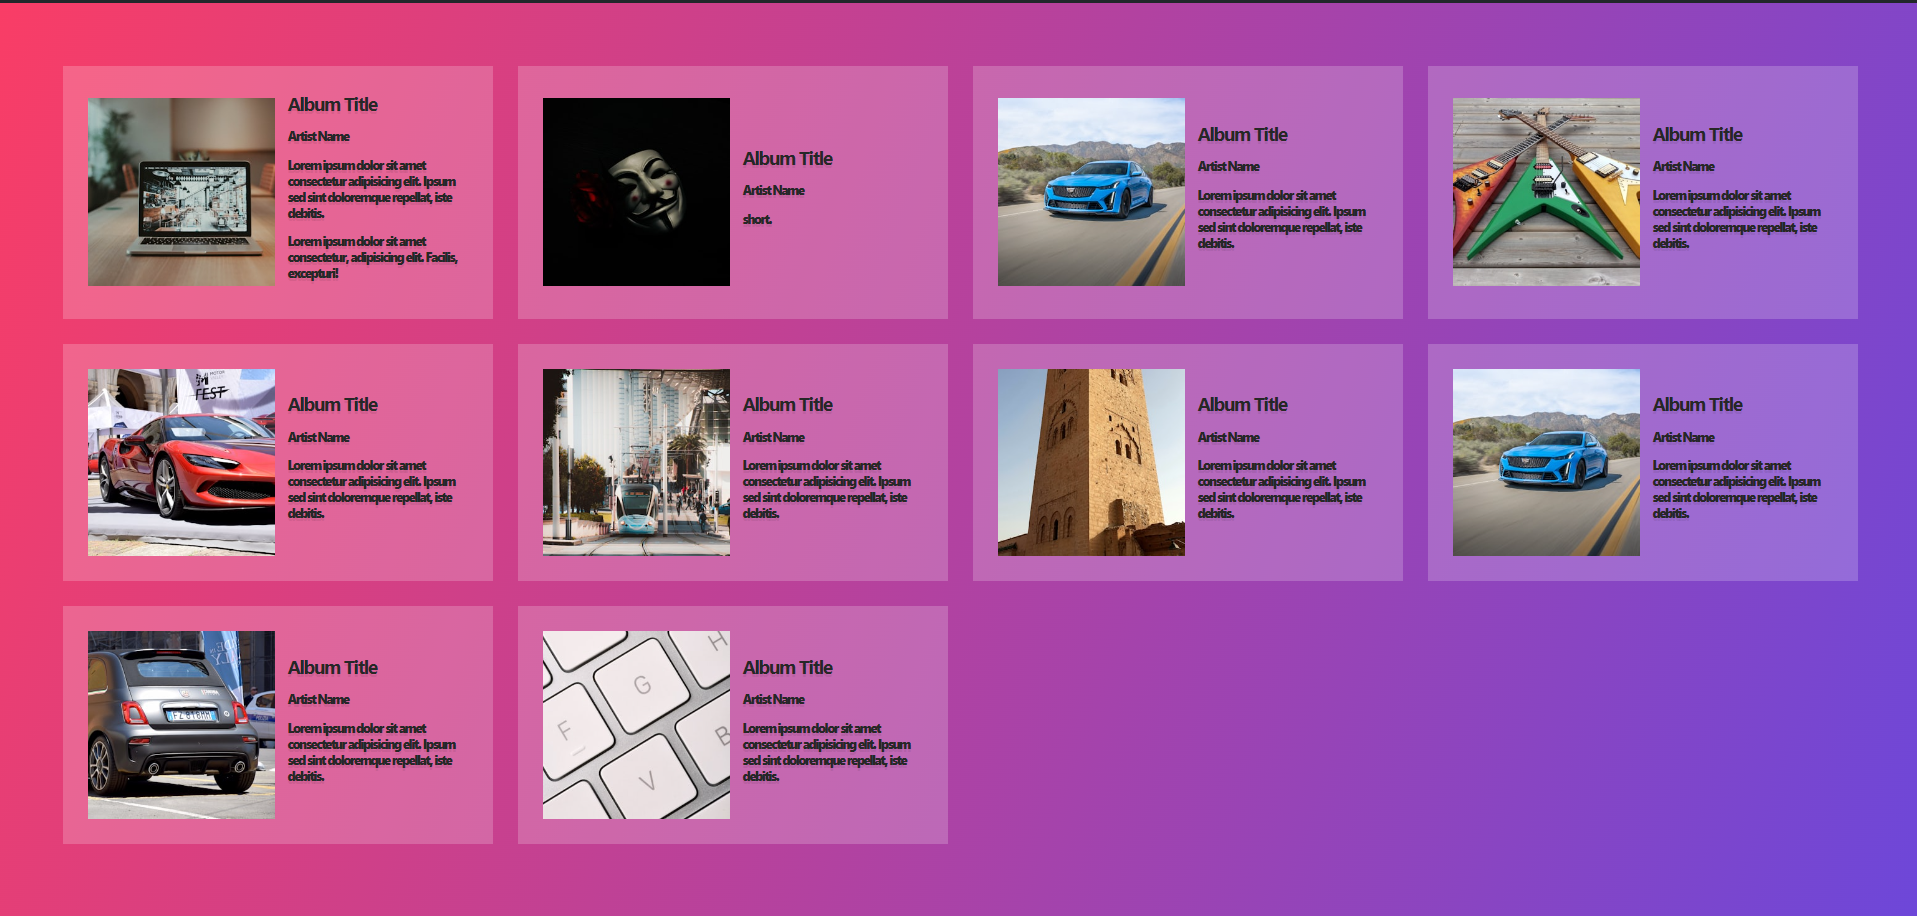 Album Title
Artist Name
Lorem ipsum dolor sit amet
consectetur adipisicing elit. Ipsum
sed sint doloremque repellat, iste
debitis.
Lorem ipsum dolor sit amet
consectetur, adipisicing elit. Facilis,
excepturi!
Album Title
Artist Name
short.
Album Title
Artist Name
Lorem ipsum dolor sit amet
consectetur adipisicing elit. Ipsum
sed sint doloremque repellat, iste
debitis.
Album Title
Artist Name
Lorem ipsum dolor sit amet
consectetur adipisicing elit. Ipsum
sed sint doloremque repellat, iste
debitis.
FEST
Album Title
Artist Name
Lorem ipsum dolor sit amet
consectetur adipisicing elit. Ipsum
sed sint doloremque repellat, iste
debitis.
Album Title
Artist Name
Lorem ipsum dolor sit amet
consectetur adipisicing elit. Ipsum
sed sint doloremque repellat, iste
debitis.
Album Title
Artist Name
Lorem ipsum dolor sit amet
consectetur adipisicing elit. Ipsum
sed sint doloremque repellat, iste
debitis.
Album Title
Artist Name
Lorem ipsum dolor sit amet
consectetur adipisicing elit. Ipsum
sed sint doloremque repellat, iste
debitis.
Album Title
Artist Name
Lorem ipsum dolor sit amet
consectetur adipisicing elit. Ipsum
sed sint doloremque repellat, iste
debitis.
H
G
F
B
V
Album Title
Artist Name
Lorem ipsum dolor sit amet
consectetur adipisicing elit. Ipsum
sed sint doloremque repellat, iste
debitis.